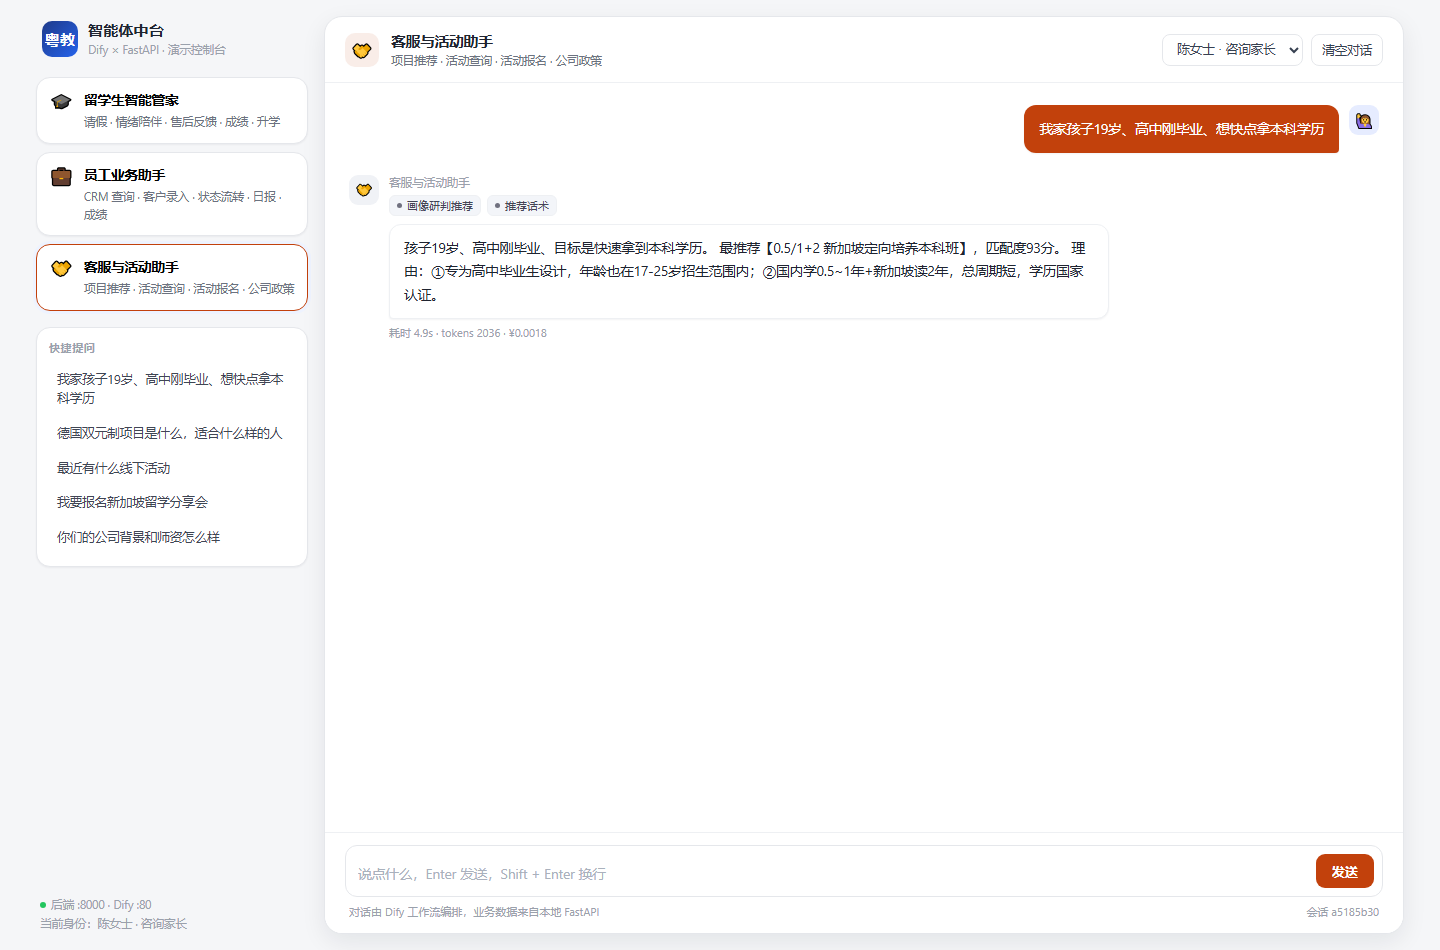 粤教
智能体中台
Dify × FastAPI · 演示控制台
留学生智能管家
请假 · 情绪陪伴 · 售后反馈 · 成绩 · 升学
员工业务助手
CRM 查询 · 客户录入 · 状态流转 · 日报 ·
成绩
客服与活动助手
项目推荐 · 活动查询 · 活动报名 · 公司政策
快捷提问
我家孩子19岁、高中刚毕业、想快点拿本
科学历
德国双元制项目是什么，适合什么样的人
最近有什么线下活动
我要报名新加坡留学分享会
你们的公司背景和师资怎么样
后端 :8000 · Dify :80
当前身份：陈女士 · 咨询家长
客服与活动助手
项目推荐 · 活动查询 · 活动报名 · 公司政策
陈女士 · 咨询家长
清空对话
我家孩子19岁、高中刚毕业、想快点拿本科学历
客服与活动助手
画像研判推荐
推荐话术
孩子19岁、高中刚毕业、目标是快速拿到本科学历。 最推荐【0.5/1+2 新加坡定向培养本科班】，匹配度93分。 理
由：①专为高中毕业生设计，年龄也在17-25岁招生范围内；②国内学0.5~1年+新加坡读2年，总周期短，学历国家
认证。
耗时 4.9s · tokens 2036 · ¥0.0018
说点什么，Enter 发送，Shift + Enter 换行
发送
对话由 Dify 工作流编排，业务数据来自本地 FastAPI
会话 a5185b30